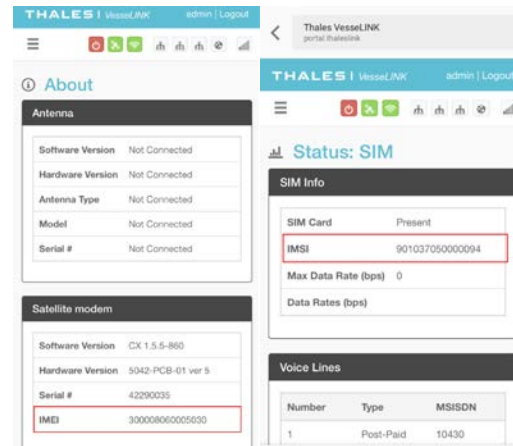 THALES | VesseLINK admin | Logout
About
Antenna
Software Version Not Connected
Hardware Version Not Connected
Antenna Type Not Connected
Model Not Connected
Serial # Not Connected
Satellite modem
Software Version CX 1.5.5-860
Hardware Version 5042-PCB-01 ver 5
Serial # 42290035
IMEI 300008060005030
Thales VesseLINK
portal.thaleslink
THALES | VesseLINK admin | Logout
Status: SIM
SIM Info
SIM Card Present
IMSI 901037050000094
Max Data Rate (bps) 0
Data Rates (bps)
Voice Lines
Number Type MSISDN
1 Post-Paid 10430